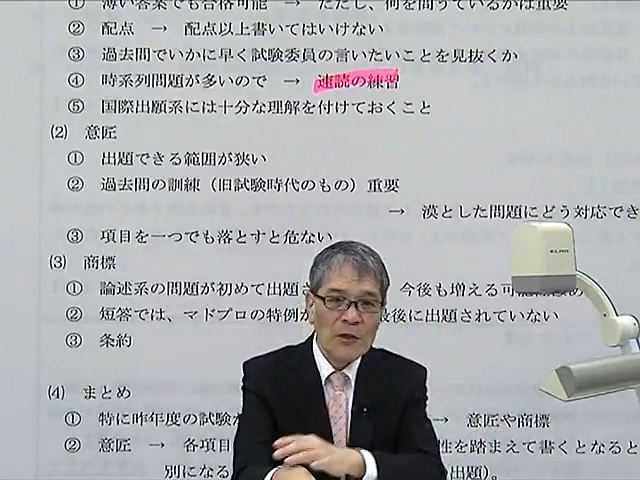 ① 薄い答案でも合格可能 → ただし、何を問うているかは重要
② 配点 → 配点以上書いてはいけない
③ 過去問でいかに早く試験委員の言いたいことを見抜くか
④ 時系列問題が多いので → 速読の練習
⑤ 国際出願系には十分な理解を付けておくこと
(2) 意匠
① 出題できる範囲が狭い
② 過去問の訓練（旧試験時代のもの）重要
→ 漠とした問題にどう対応でき
③ 項目を一つでも落とすと危ない
(3) 商標
① 論述系の問題が初めて出題さ 今後も増える可
② 短答では、マドプロの特例が 最後に出題されていない
③ 条約
ELMO
(4) まとめ
① 特に昨年度の試験 → 意匠や商標
② 意匠 → 各項目 性を踏まえて書くとなると
別になる 出題)。